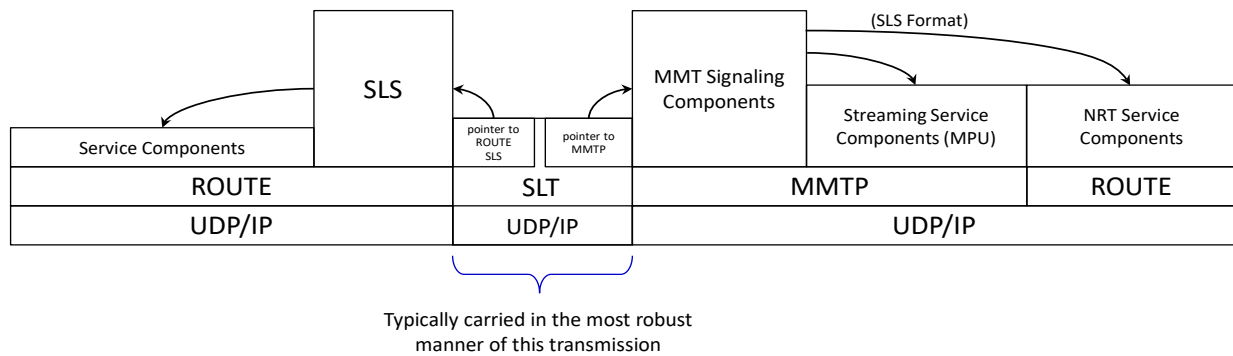 (SLS Format)
SLS
MMT Signaling
Components
Service Components
pointer to
ROUTE
SLS
pointer to
MMTP
Streaming Service
Components (MPU)
NRT Service
Components
ROUTE
SLT
MMTP
ROUTE
UDP/IP
UDP/IP
UDP/IP
Typically carried in the most robust
manner of this transmission